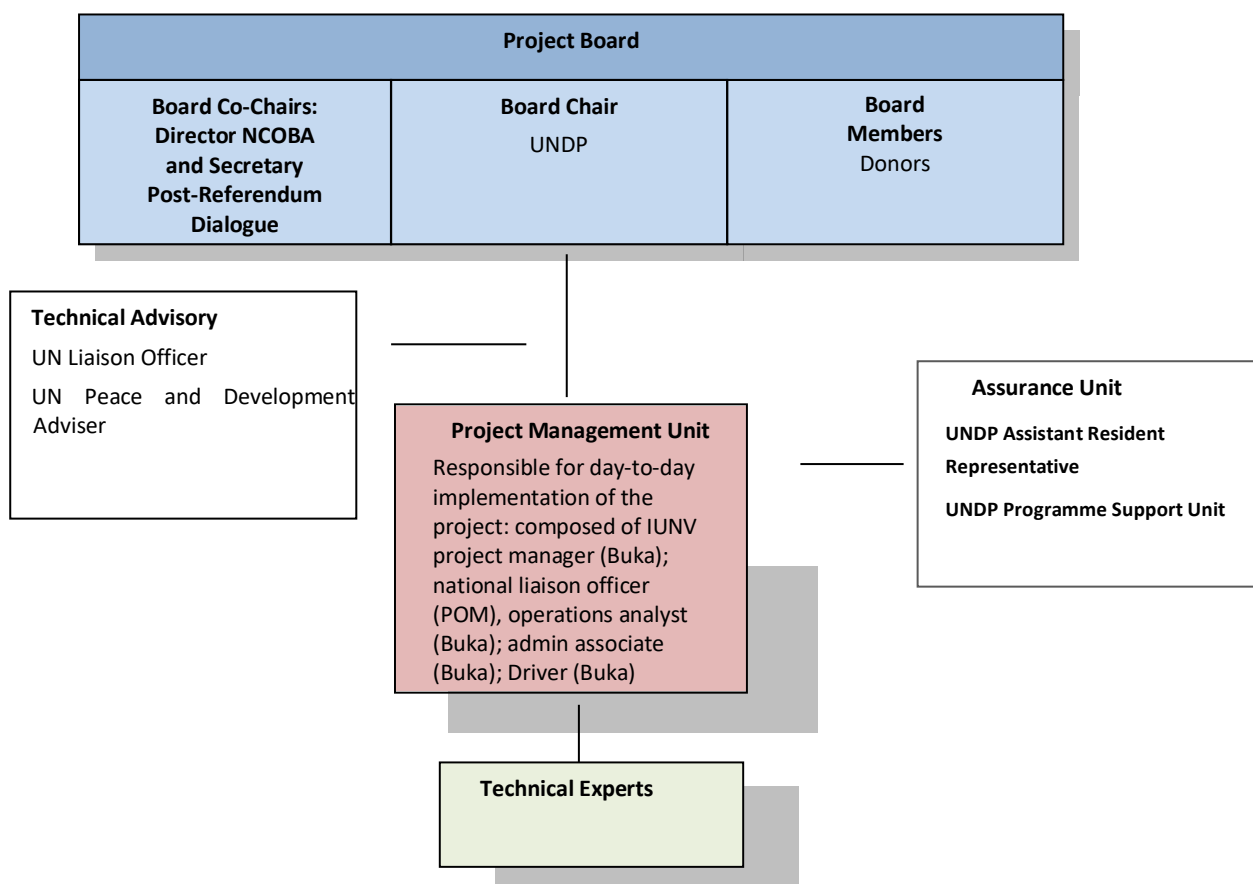 Project Board
Board Co-Chairs:
Director NCOBA
and Secretary
Post-Referendum
Dialogue
Board Chair
UNDP
Board
Members
Donors
Technical Advisory
UN Liaison Officer
UN Peace and Development
Adviser
Project Management Unit
Responsible for day-to-day
implementation of the
project: composed of IUNV
project manager (Buka);
national liaison officer
(POM), operations analyst
(Buka); admin associate
(Buka); Driver (Buka)
Assurance Unit
UNDP Assistant Resident
Representative
UNDP Programme Support Unit
Technical Experts